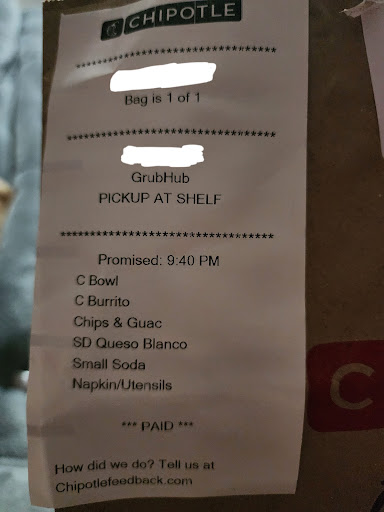 CHIPOTLE
*********************************
Bag is 1 of 1
*********************************
GrubHub
PICKUP AT SHELF
*********************************
Promised: 9:40 PM
C Bowl
C Burrito
Chips & Guac
SD Queso Blanco
Small Soda
Napkin/Utensils
*** PAID ***
How did we do? Tell us at
Chipotlefeedback.com
C